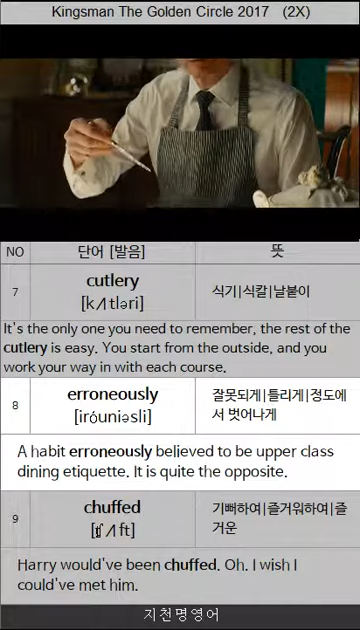 Kingsman The Golden Circle 2017 (2X)
NO 단어 [발음] 뜻
7 cutlery [kʌ́tləri] 식기|식칼|날붙이
It's the only one you need to remember, the rest of the
cutlery is easy. You start from the outside, and you
work your way in with each course.
8 erroneously [iróuniəsli] 잘못되게|틀리게|정도에
서 벗어나게
A habit erroneously believed to be upper class
dining etiquette. It is quite the opposite.
9 chuffed [ʧʌft] 기뻐하여|즐거워하여|즐
거운
Harry would've been chuffed. Oh. I wish I
could've met him.
지천명영어